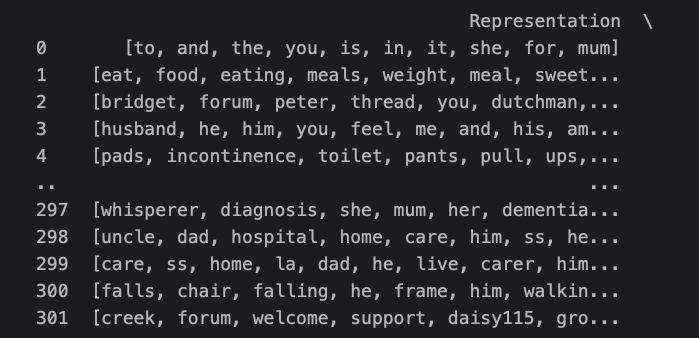 Representation \
0 [to, and, the, you, is, in, it, she, for, mum]
1 [eat, food, eating, meals, weight, meal, sweet...
2 [bridget, forum, peter, thread, you, dutchman,...
3 [husband, he, him, you, feel, me, and, his, am...
4 [pads, incontinence, toilet, pants, pull, ups,...
.. ...
297 [whisperer, diagnosis, she, mum, her, dementia...
298 [uncle, dad, hospital, home, care, him, ss, he...
299 [care, ss, home, la, dad, he, live, carer, him...
300 [falls, chair, falling, he, frame, him, walkin...
301 [creek, forum, welcome, support, daisy115, gro...